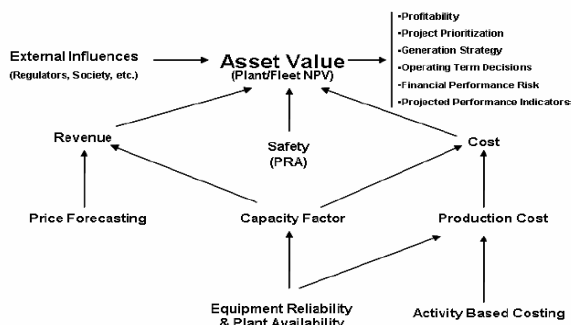 External Influences
(Regulators, Society, etc.)
Asset Value
(Plant/Fleet NPV)
•Profitability
•Project Prioritization
•Generation Strategy
•Operating Term Decisions
•Financial Performance Risk
•Projected Performance Indicators
Revenue
Safety
(PRA)
Cost
Price Forecasting
Capacity Factor
Production Cost
Equipment Reliability
& Plant Availability
Activity Based Costing